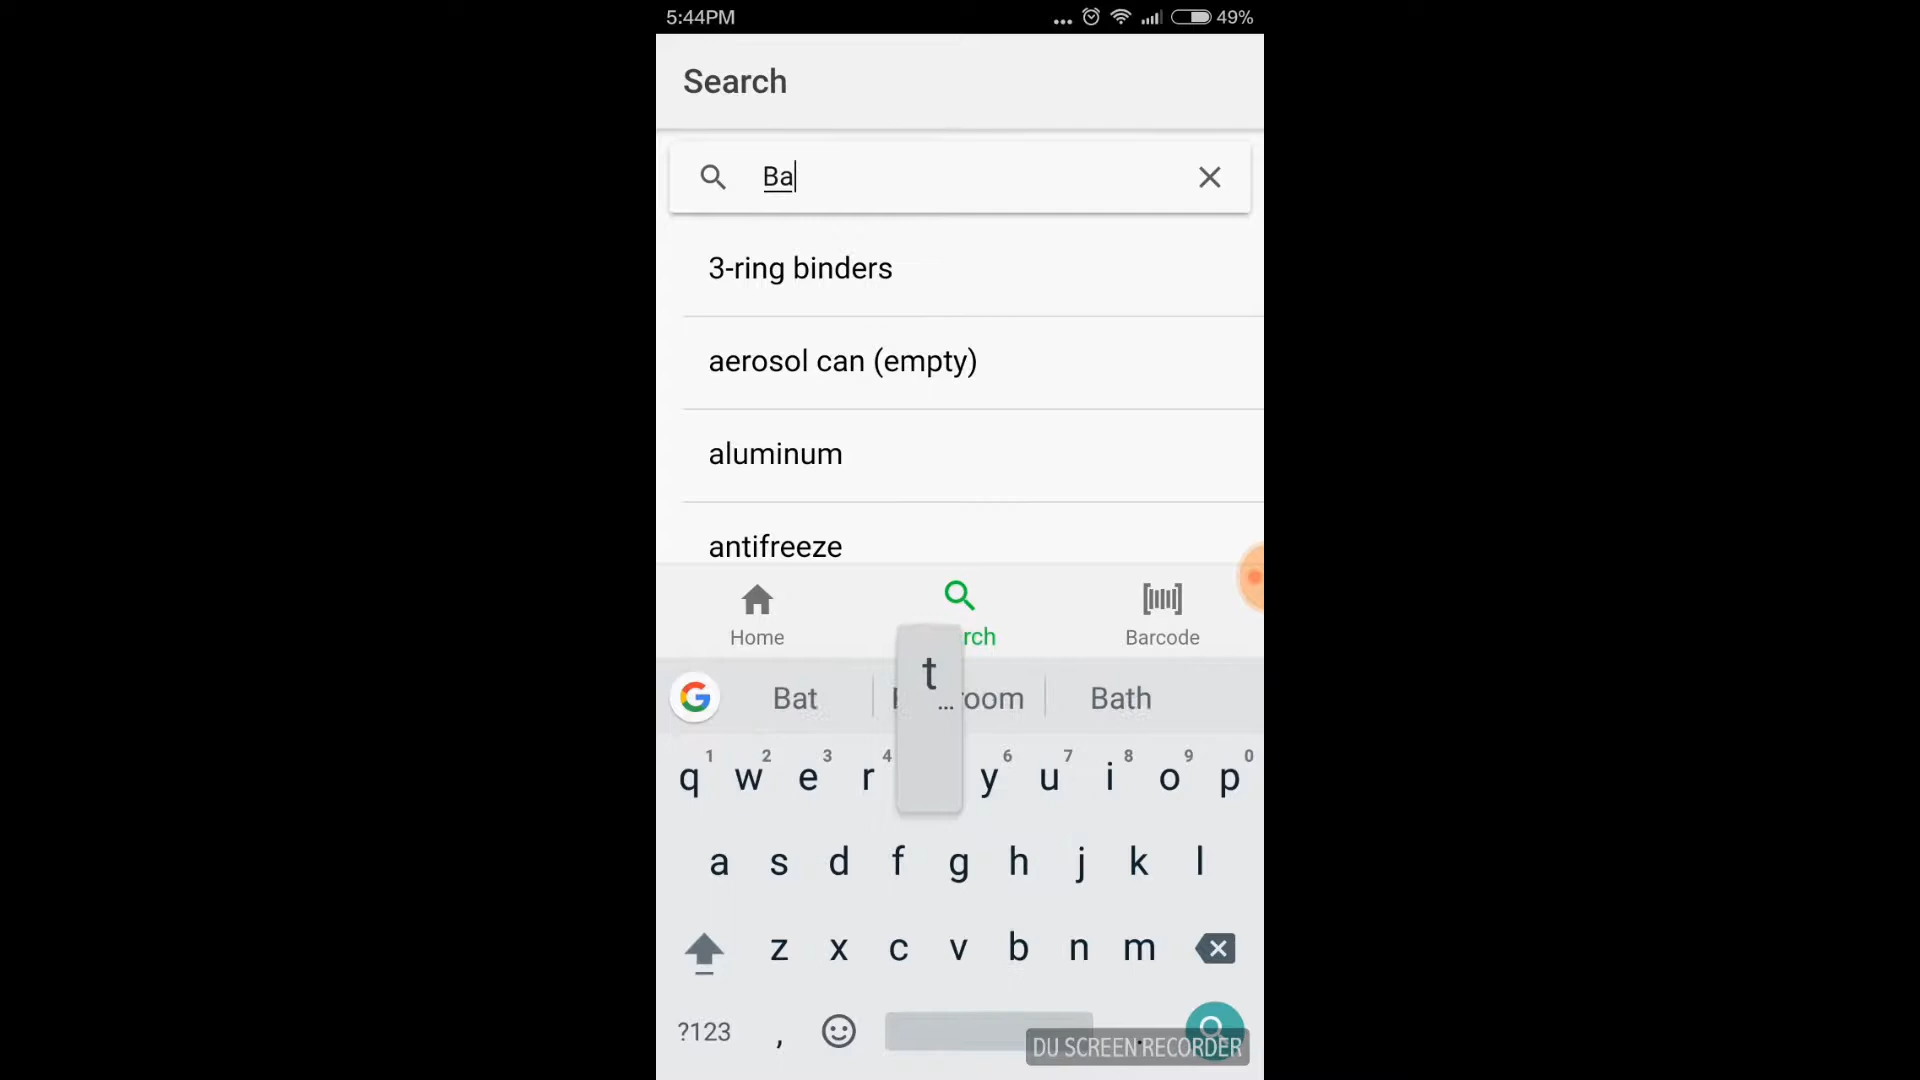 5:44PM
... 49%
Search
Ba
3-ring binders
aerosol can (empty)
aluminum
antifreeze
Home
rch
Barcode
t
...
Bat
room
Bath
1 2 3 4 6 7 8 9 0
q w e r y u i o p
a s d f g h j k l
z x c v b n m
?123 ,
DU SCREEN RECORDER